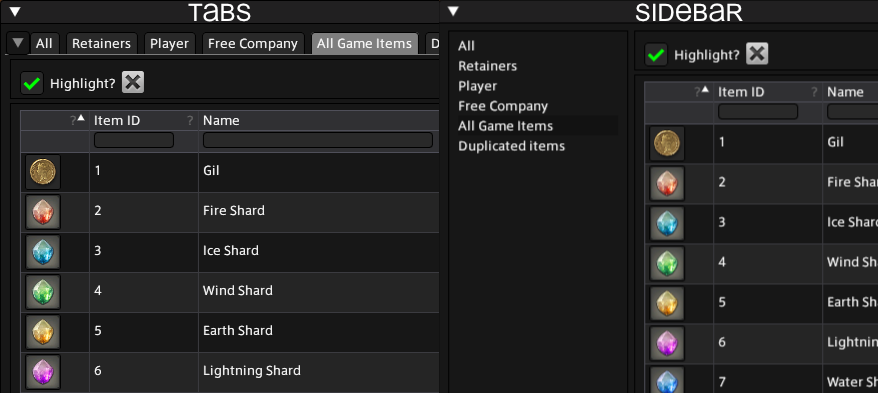 TABS
All Retainers Player Free Company All Game Items D
Highlight?
? Item ID ? Name
1 Gil
2 Fire Shard
3 Ice Shard
4 Wind Shard
5 Earth Shard
6 Lightning Shard
SIDEBAR
All
Retainers
Player
Free Company
All Game Items
Duplicated items
Highlight?
? Item ID ? Name
1 Gil
2 Fire Shar
3 Ice Shard
4 Wind Sh
5 Earth Sh
6 Lightnin
7 Water Sh